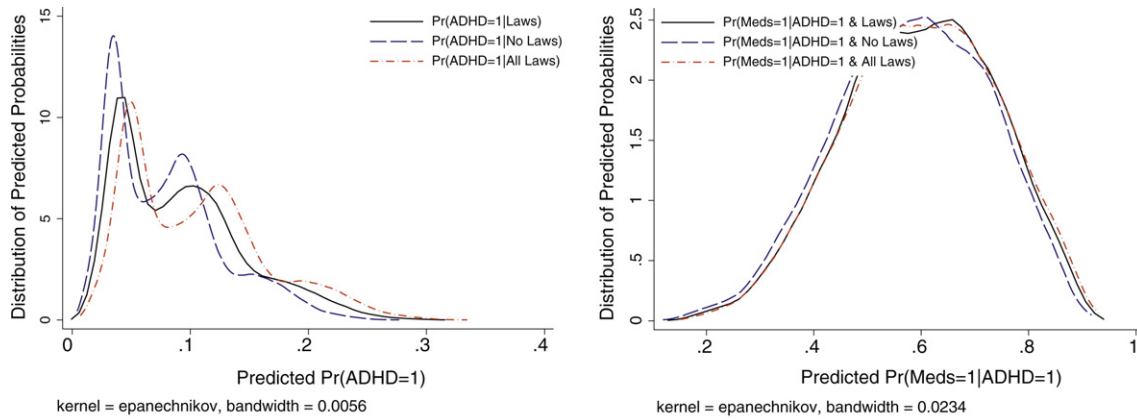 Distribution of Predicted Probabilities
15
10
5
0
Pr(ADHD=1|Laws)
Pr(ADHD=1|No Laws)
Pr(ADHD=1|All Laws)
0 .1 .2 .3 .4
Predicted Pr(ADHD=1)
kernel = epanechnikov, bandwidth = 0.0056
Distribution of Predicted Probabilities
2.5
2
1.5
1
.5
0
Pr(Meds=1|ADHD=1 & Laws)
Pr(Meds=1|ADHD=1 & No Laws)
Pr(Meds=1|ADHD=1 & All Laws)
.2 .4 .6 .8 1
Predicted Pr(Meds=1|ADHD=1)
kernel = epanechnikov, bandwidth = 0.0234